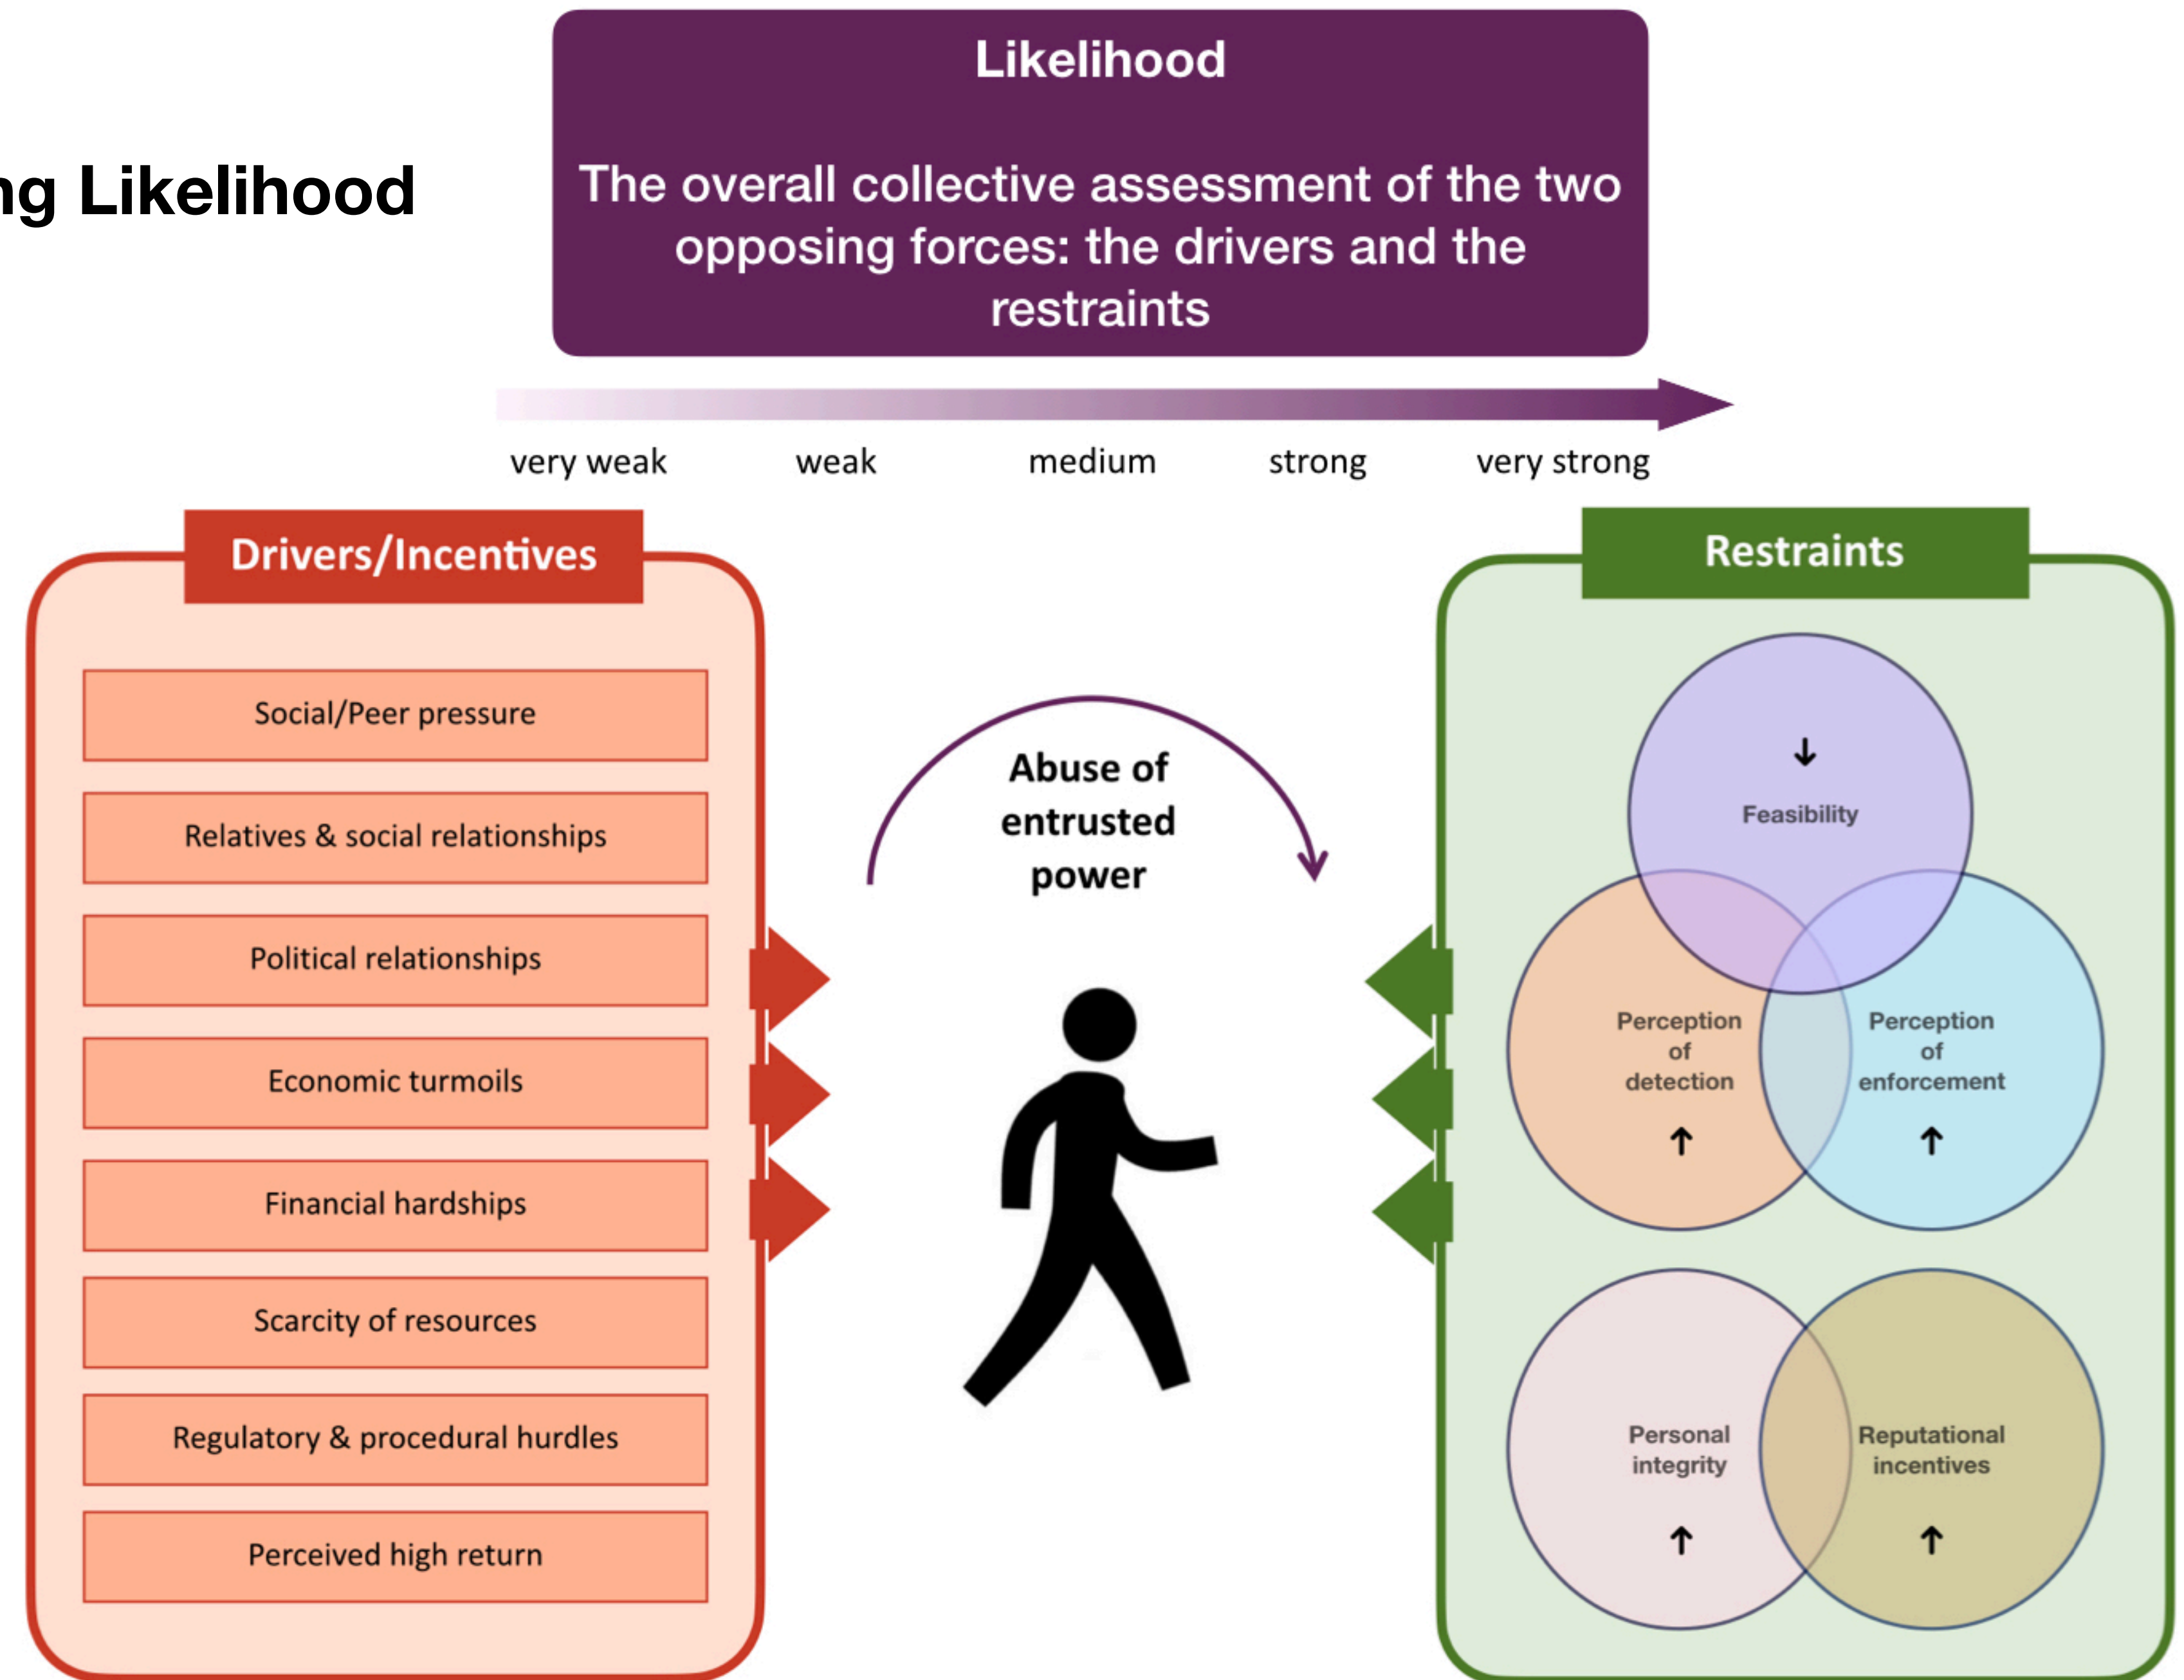 ng Likelihood
Likelihood
The overall collective assessment of the two
opposing forces: the drivers and the
restraints
very weak
weak
medium
strong
very strong
Drivers/Incentives
Social/Peer pressure
Relatives & social relationships
Political relationships
Economic turmoils
Financial hardships
Scarcity of resources
Regulatory & procedural hurdles
Perceived high return
Abuse of
entrusted
power
Restraints
↓
Feasibility
Perception
of
detection
↑
Perception
of
enforcement
↑
Personal
integrity
↑
Reputational
incentives
↑